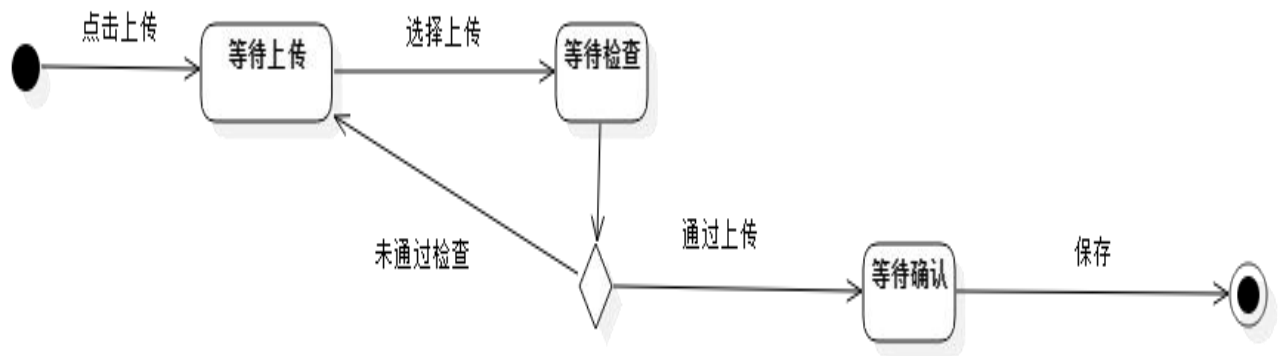 点击上传
等待上传
选择上传
等待检查
未通过检查
通过上传
等待确认
保存